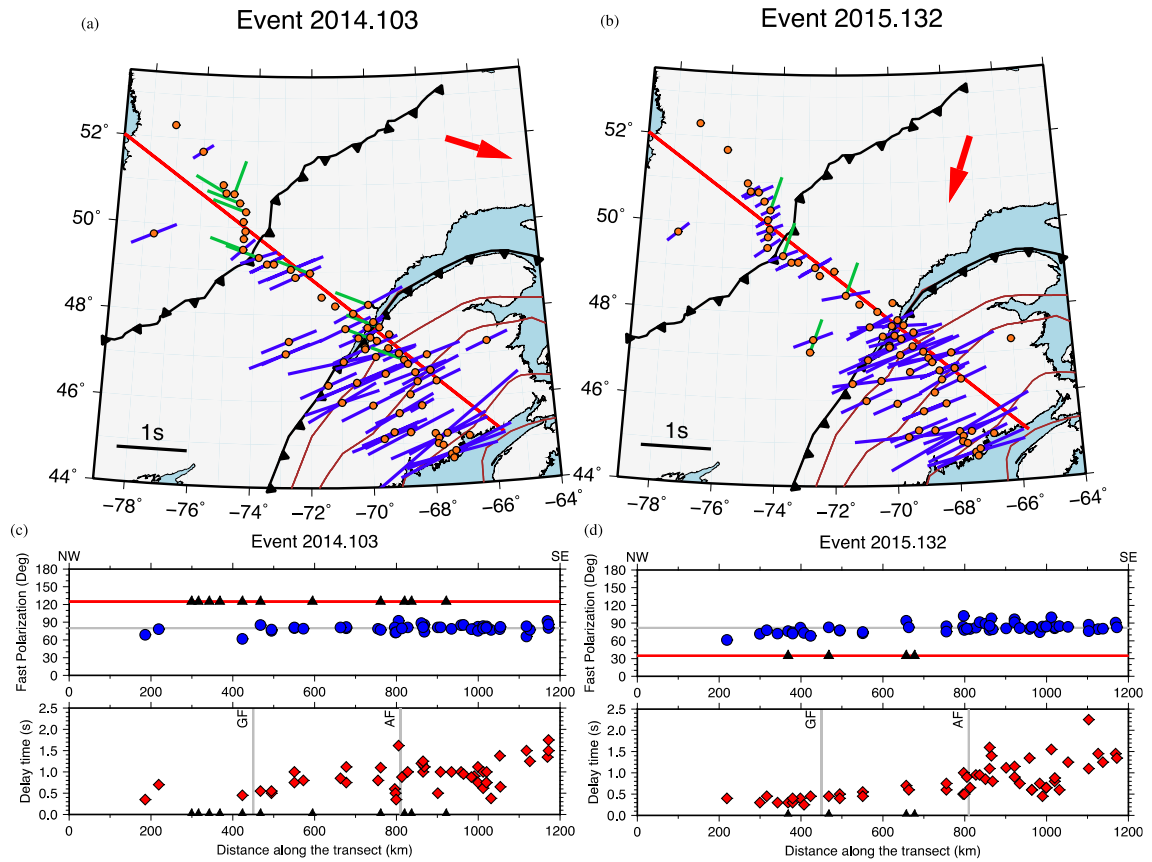 (a)
Event 2014.103
(b)
Event 2015.132
52°
50°
48°
46°
44°
1s
−78° −76° −74° −72° −70° −68° −66° −64°
52°
50°
48°
46°
44°
1s
−78° −76° −74° −72° −70° −68° −66° −64°
(c)
NW
Event 2014.103
SE
Fast Polarization (Deg)
180
150
120
90
60
30
0
0 200 400 600 800 1000 1200
Delay time (s)
2.5
2.0
1.5
1.0
0.5
0.0
GF
AF
0 200 400 600 800 1000 1200
Distance along the transect (km)
(d)
NW
Event 2015.132
SE
Fast Polarization (Deg)
180
150
120
90
60
30
0
0 200 400 600 800 1000 1200
Delay time (s)
2.5
2.0
1.5
1.0
0.5
0.0
GF
AF
0 200 400 600 800 1000 1200
Distance along the transect (km)